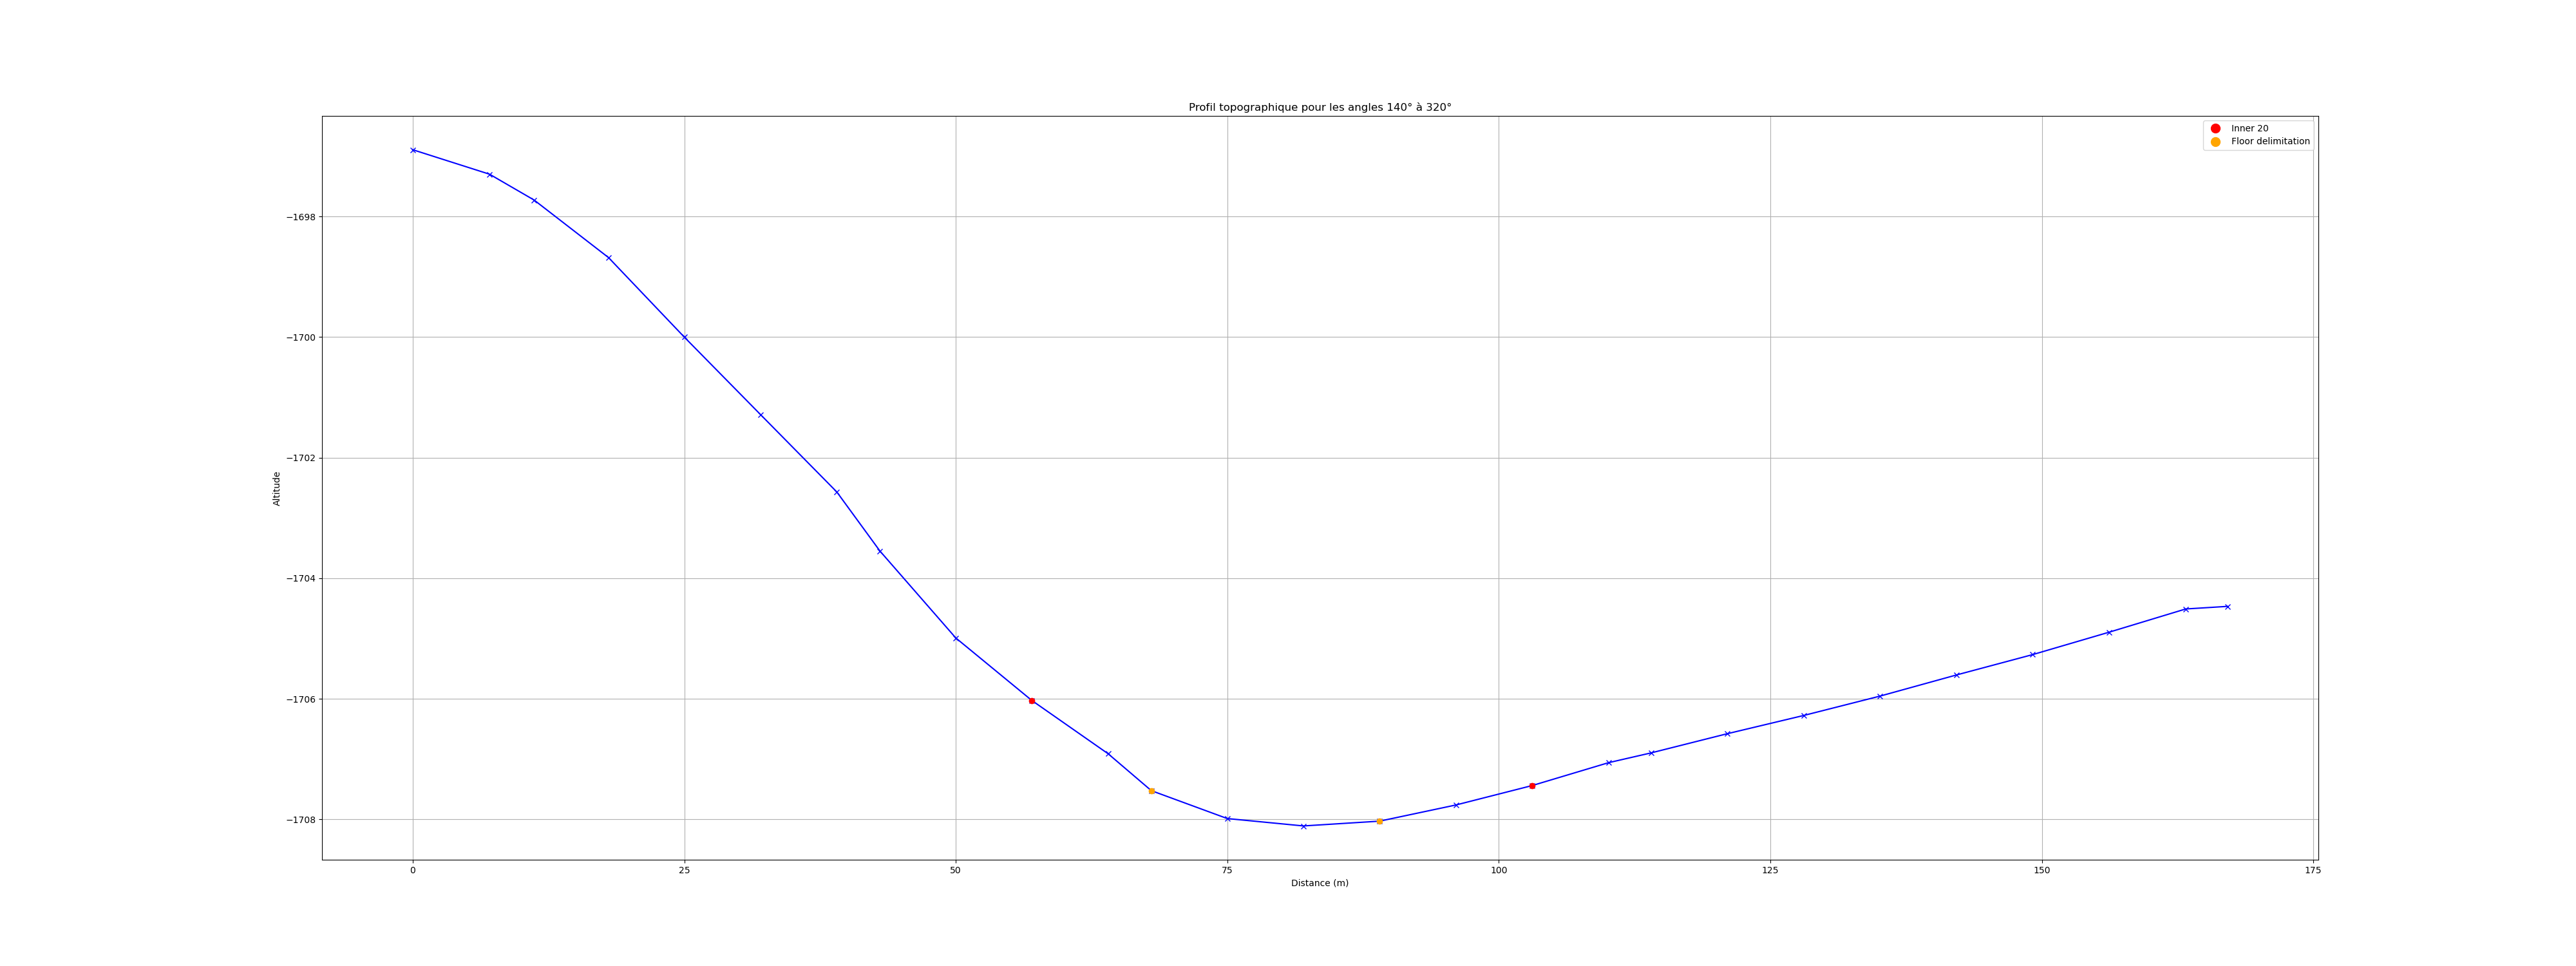 Profil topographique pour les angles 140° à 320°
Inner 20
Floor delimitation
Altitude
−1698
−1700
−1702
−1704
−1706
−1708
0 25 50 75 100 125 150 175
Distance (m)